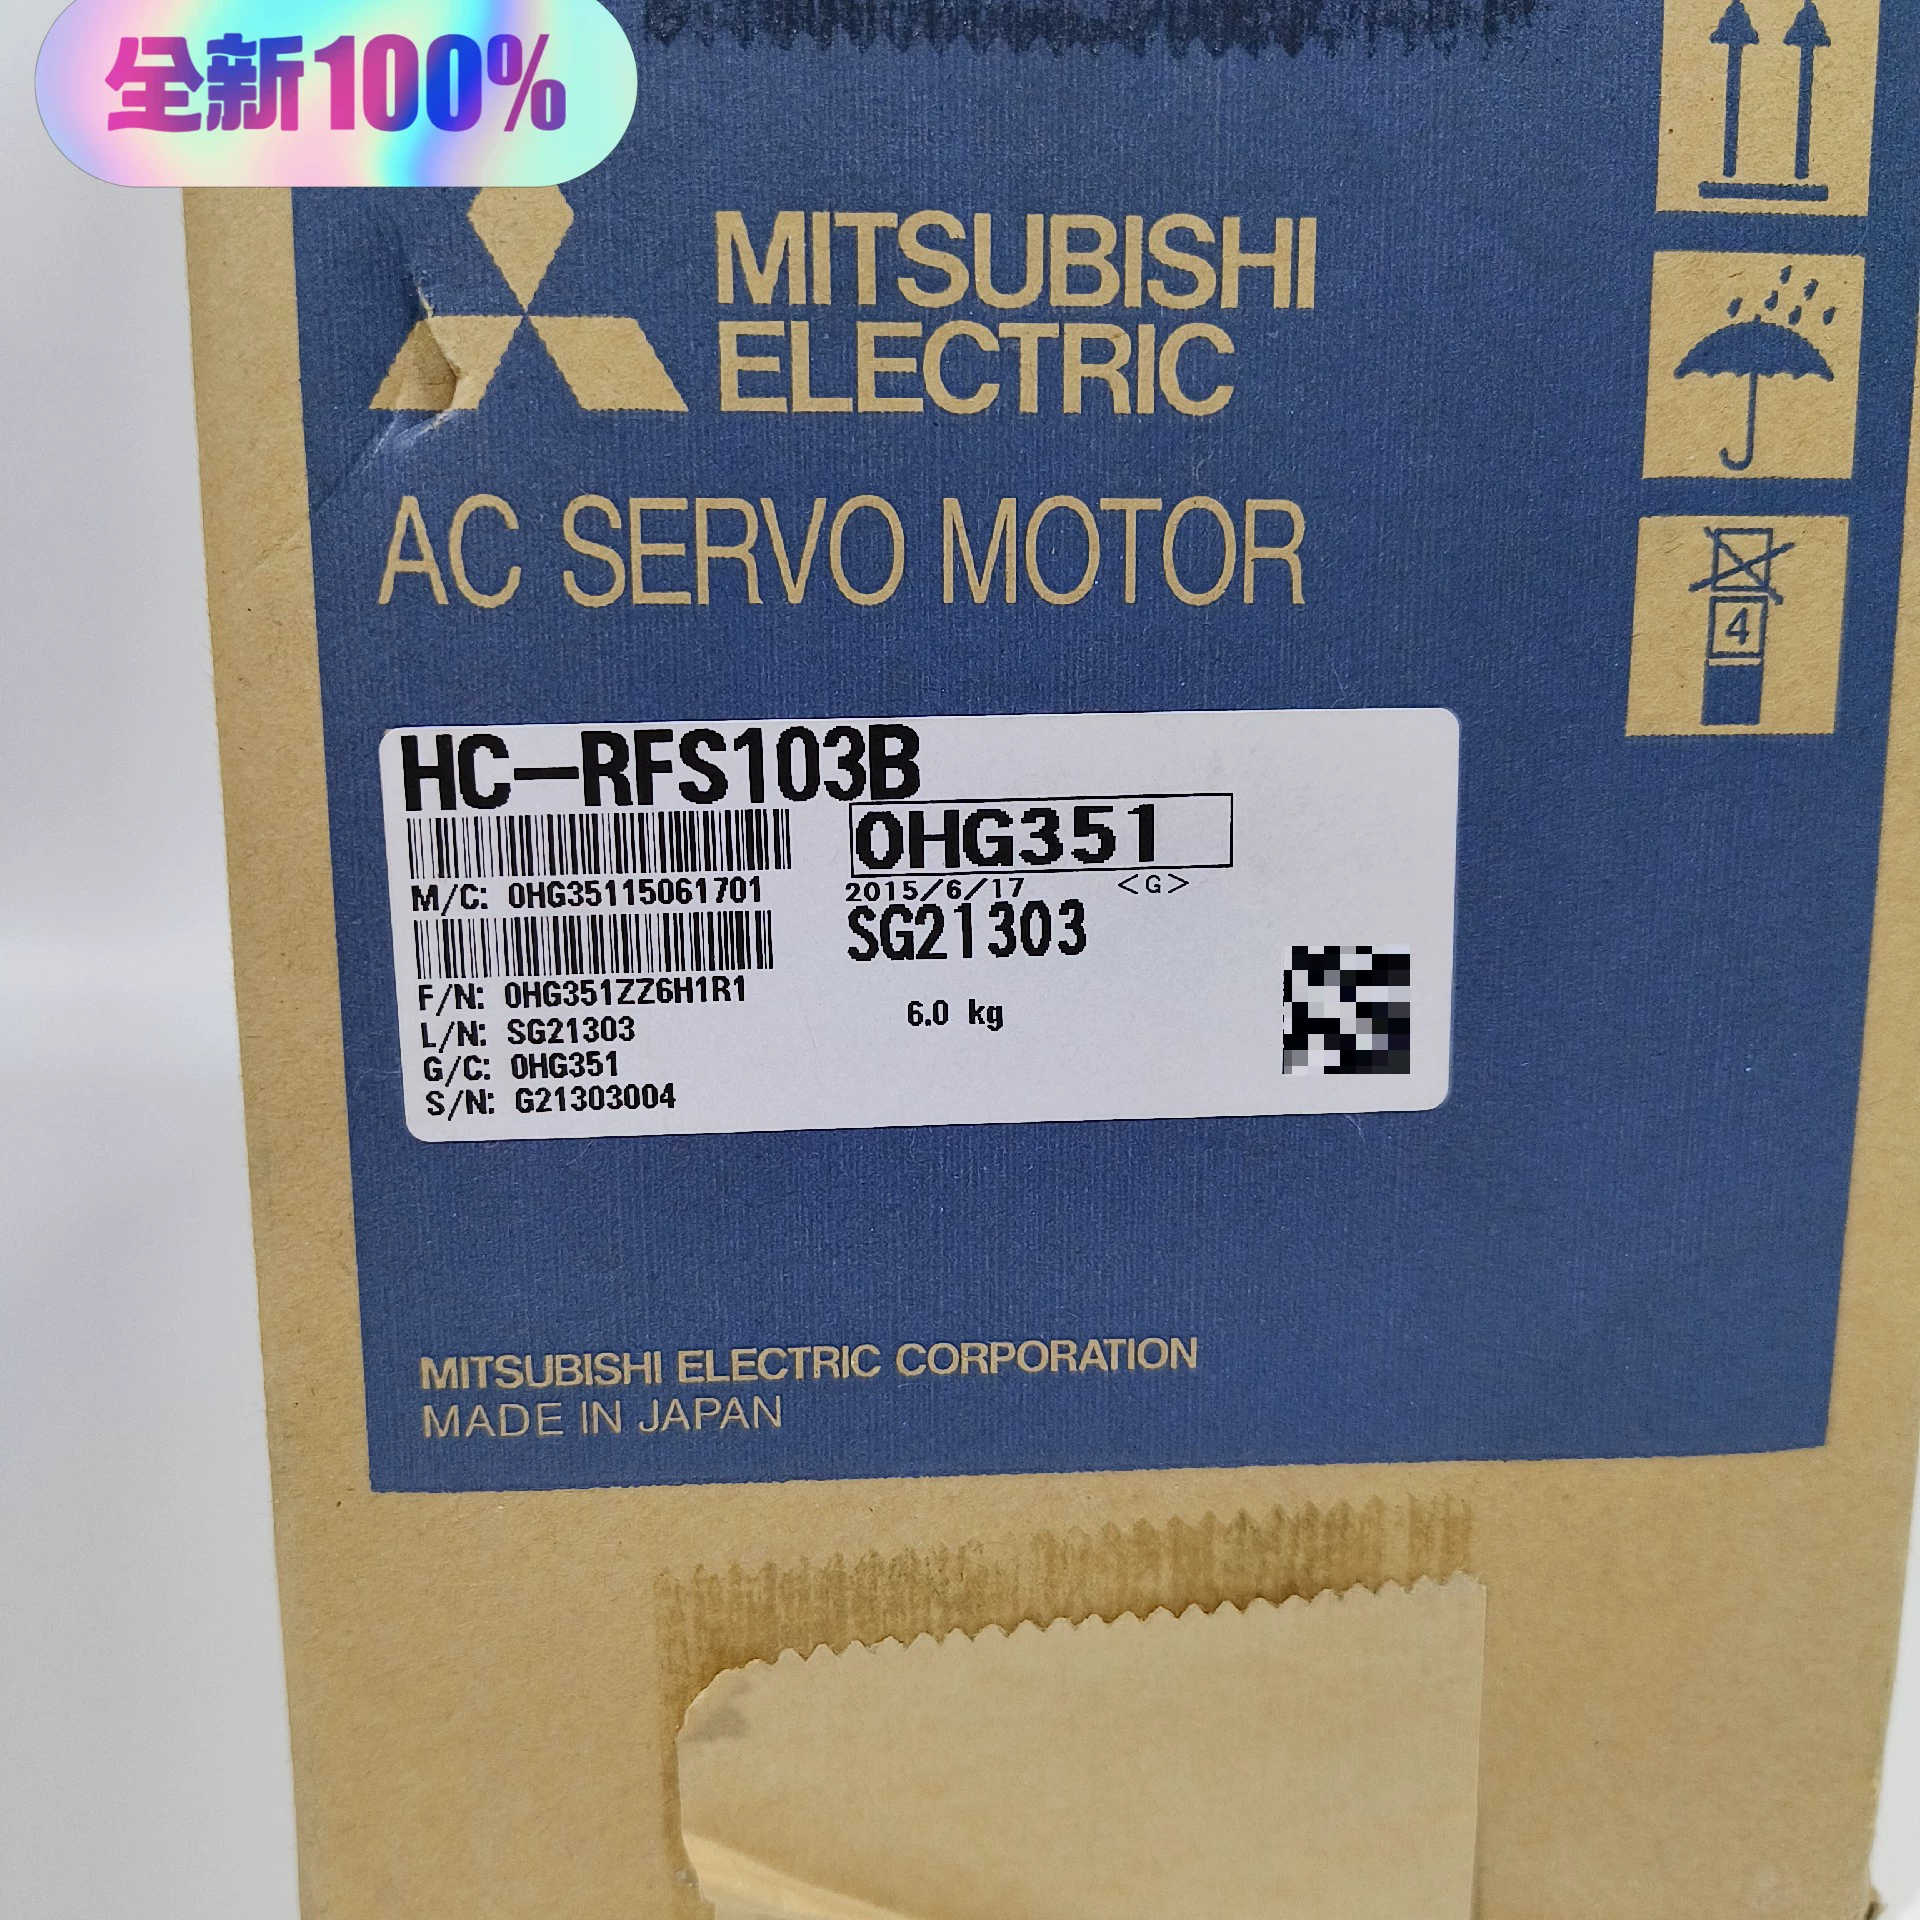 全新100%
MITSUBISHI
ELECTRIC
AC SERVO MOTOR
4
HC-RFS103B
0HG351
M/C: 0HG35115061701
2015/6/17 <G>
SG21303
F/N: 0HG351ZZ6H1R1
L/N: SG21303
6.0 kg
G/C: 0HG351
S/N: G21303004
MITSUBISHI ELECTRIC CORPORATION
MADE IN JAPAN